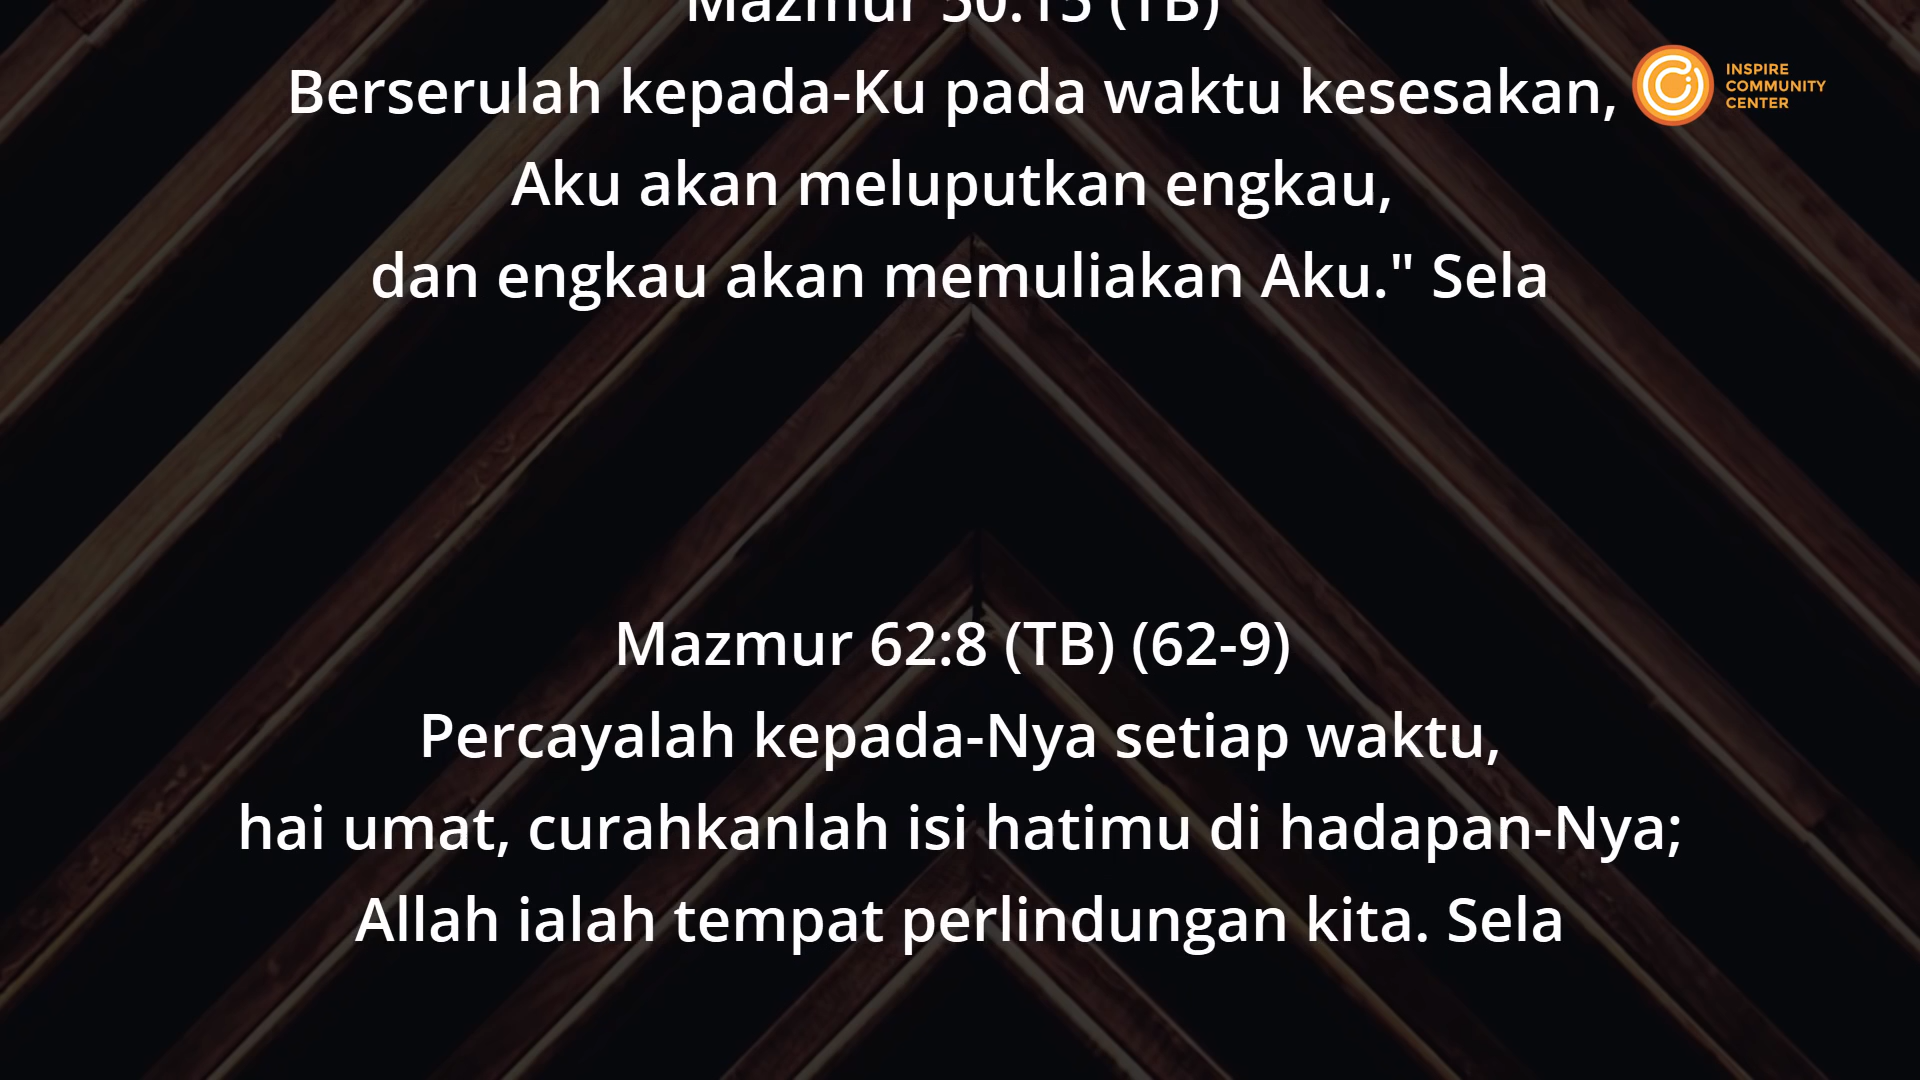 Mazmur 50:15 (TB)
Berserulah kepada-Ku pada waktu kesesakan,
Aku akan meluputkan engkau,
dan engkau akan memuliakan Aku." Sela
INSPIRE
COMMUNITY
CENTER
Mazmur 62:8 (TB) (62-9)
Percayalah kepada-Nya setiap waktu,
hai umat, curahkanlah isi hatimu di hadapan-Nya;
Allah ialah tempat perlindungan kita. Sela